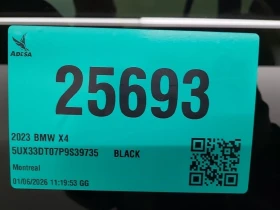 ADESA
25693
2023 BMW X4
5UX33DT07P9S39735 BLACK
Montreal
01/06/2026 11:19:53 GG